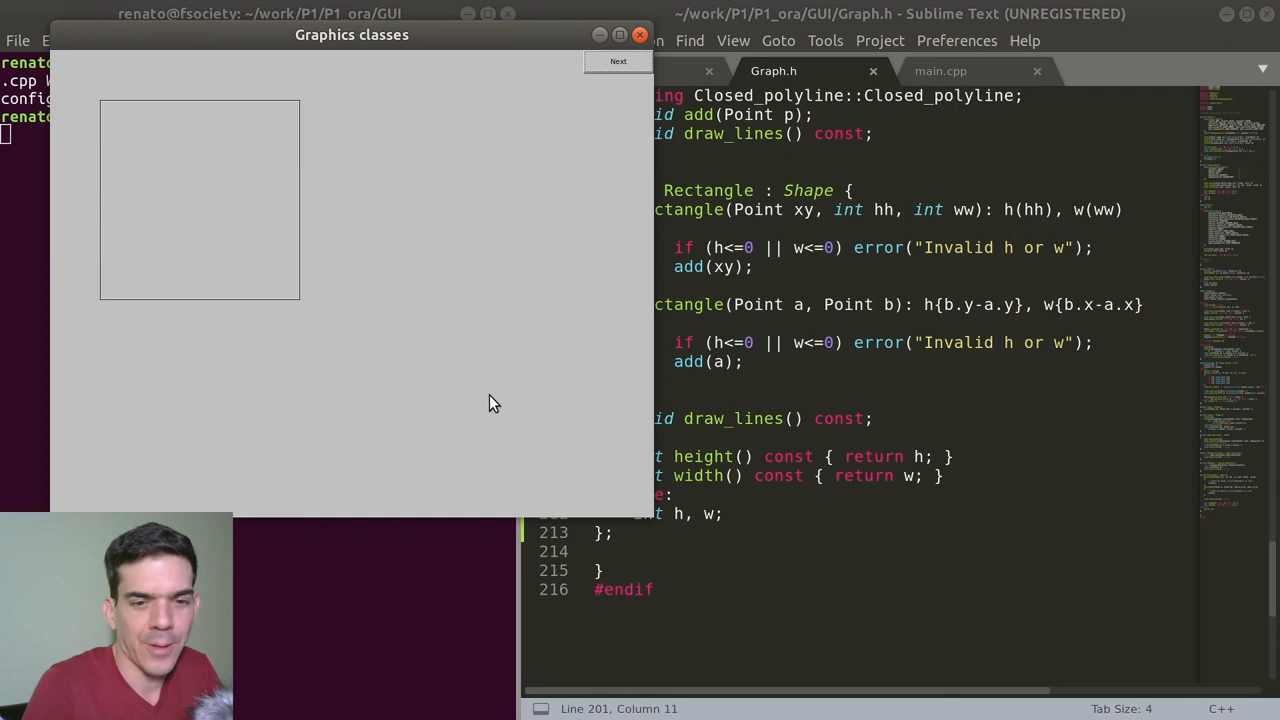 renato@fsociety: ~/work/P1/P1_ora/GUI
~/work/P1/P1_ora/GUI/Graph.h - Sublime Text (UNREGISTERED)
File
Find View Goto Tools Project Preferences Help
Graphics classes
Next
renato
.cpp
config
renato
Graph.h
main.cpp
ing Closed_polyline::Closed_polyline;
id add(Point p);
id draw_lines() const;
Rectangle : Shape {
ctangle(Point xy, int hh, int ww): h(hh), w(ww)
if (h<=0 || w<=0) error("Invalid h or w");
add(xy);
ctangle(Point a, Point b): h{b.y-a.y}, w{b.x-a.x}
if (h<=0 || w<=0) error("Invalid h or w");
add(a);
id draw_lines() const;
t height() const { return h; }
t width() const { return w; }
e:
int h, w;
213 };
214
215 }
216 #endif
Line 201, Column 11
Tab Size: 4
C++